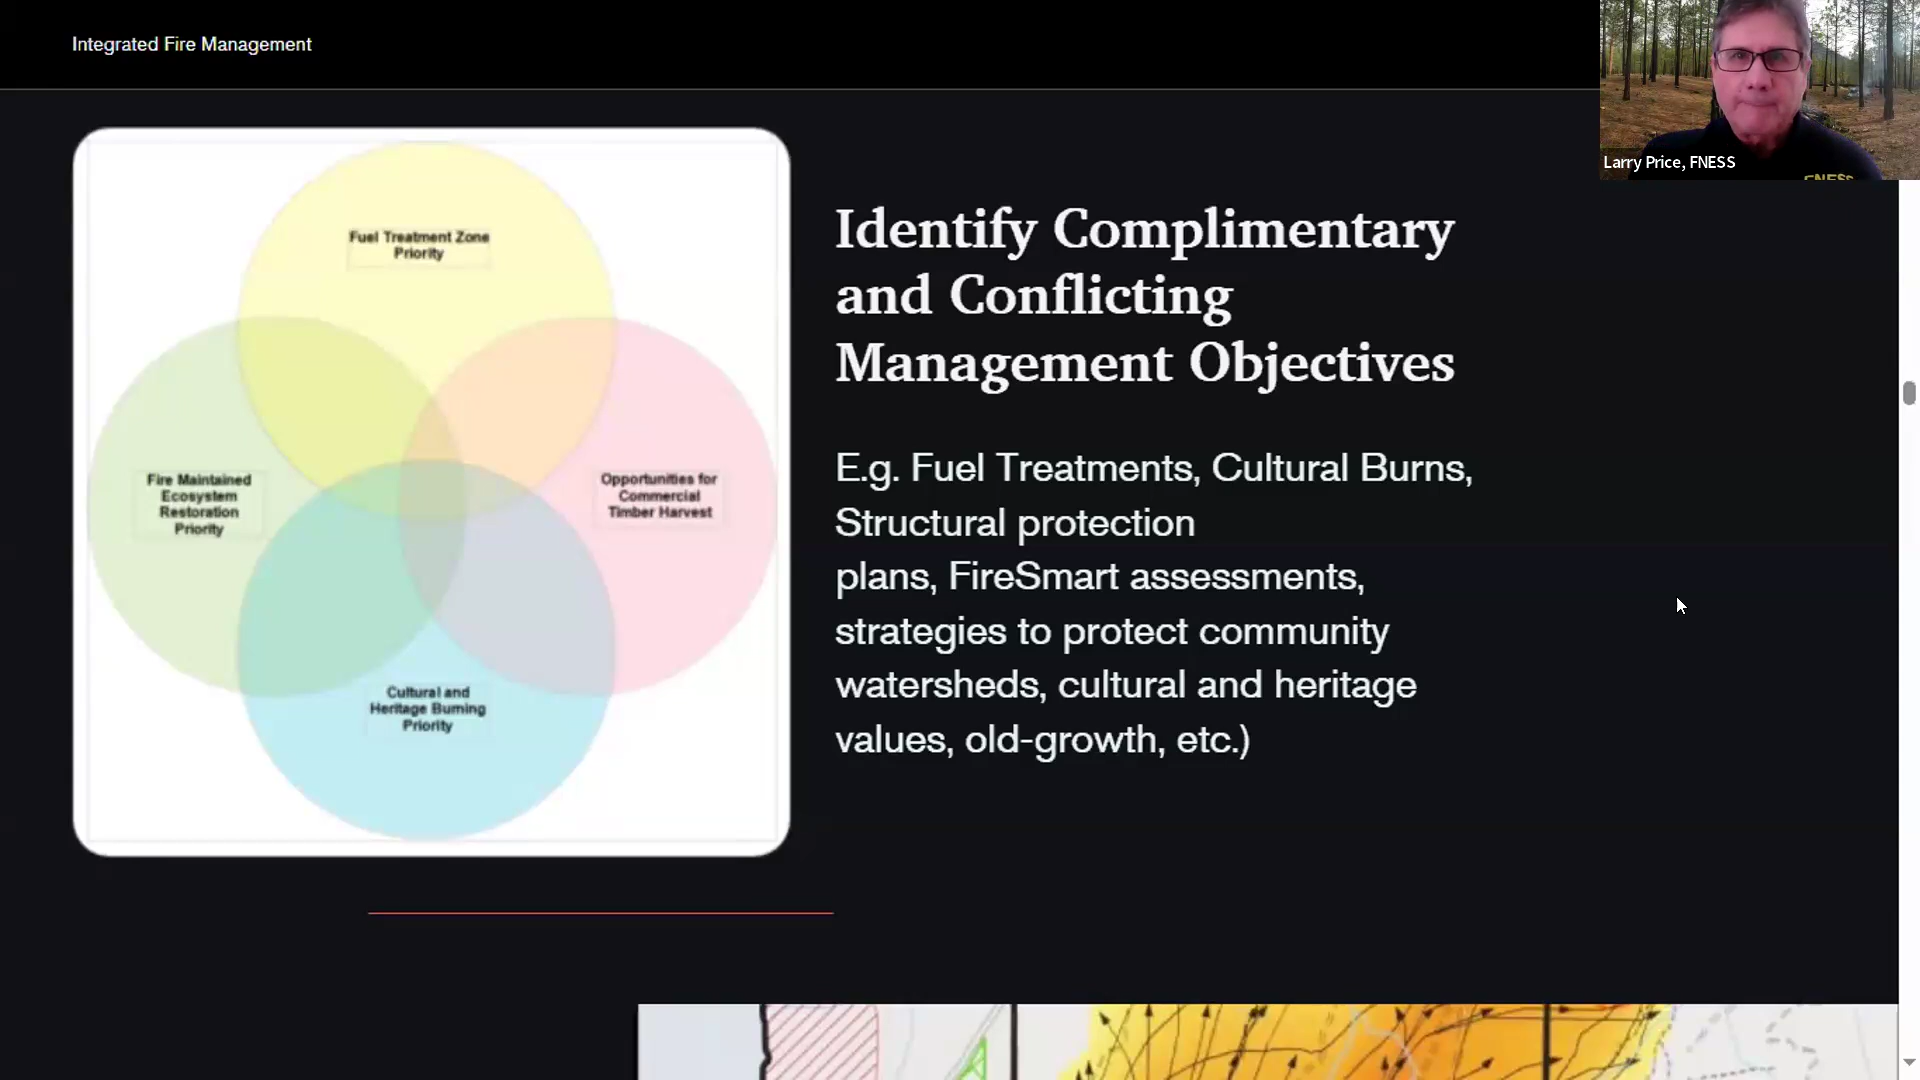 Integrated Fire Management
Larry Price, FNESS
FNESS
Fuel Treatment Zone
Priority
Fire Maintained
Ecosystem
Restoration
Priority
Opportunities for
Commercial
Timber Harvest
Cultural and
Heritage Burning
Priority
Identify Complimentary
and Conflicting
Management Objectives
E.g. Fuel Treatments, Cultural Burns,
Structural protection
plans, FireSmart assessments,
strategies to protect community
watersheds, cultural and heritage
values, old-growth, etc.)